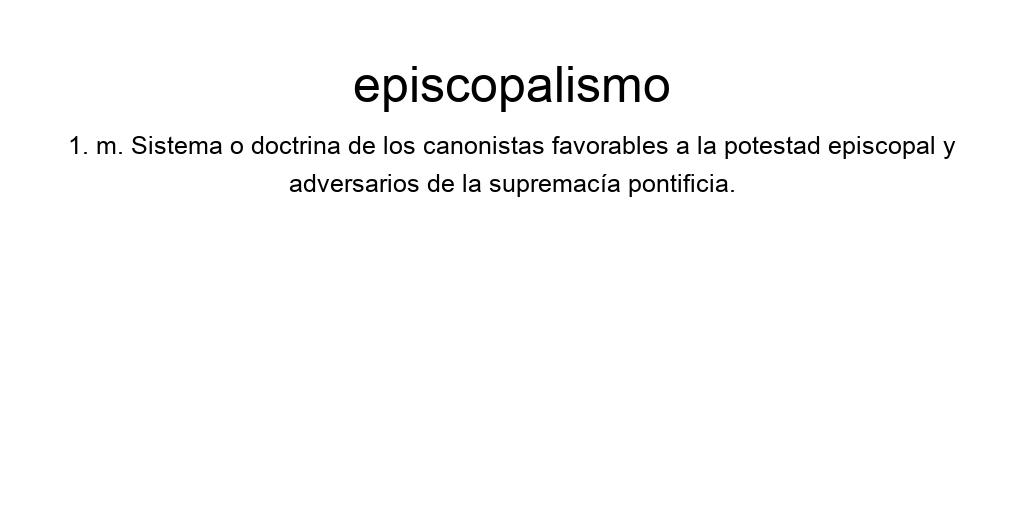 episcopalismo
1. m. Sistema o doctrina de los canonistas favorables a la potestad episcopal y
adversarios de la supremacía pontificia.